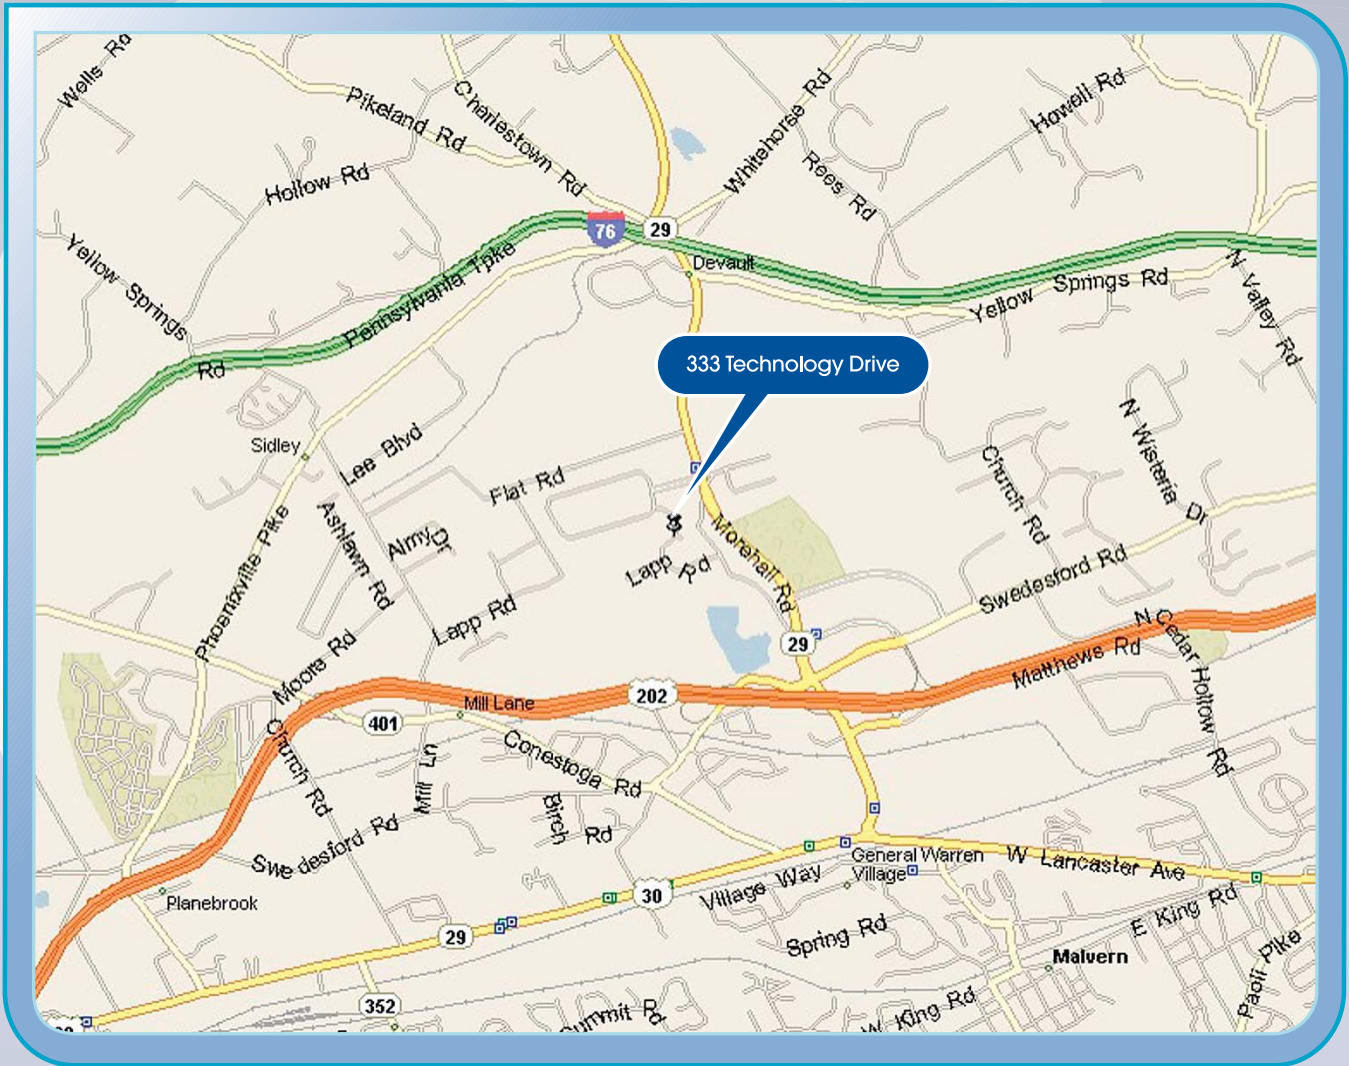 Wells Rd
Pikeland Rd
Charlestown Rd
Whitehorse Rd
Howell Rd
Rees Rd
Hollow Rd
76
29
Yellow Springs
Rd
Pennsylvania Tpke
Devault
Yellow Springs Rd
N Valley Rd
333 Technology Drive
Sidley
Lee Blvd
Flat Rd
N Wisteria Dr
Church Rd
Ashlawn Rd
Almy Dr
Phoenixville Pike
Morehall Rd
Lapp Rd
Lapp Rd
Swedesford Rd
Moore Rd
29
N Cedar Hollow Rd
Matthews Rd
202
Mill Lane
401
Church Rd
Conestoga Rd
Mill Ln
Birch Rd
Swedesford Rd
General Warren
Village
W Lancaster Ave
Village Way
30
Planebrook
E King Rd
Spring Rd
29
Malvern
Paoli Pike
352
W King Rd